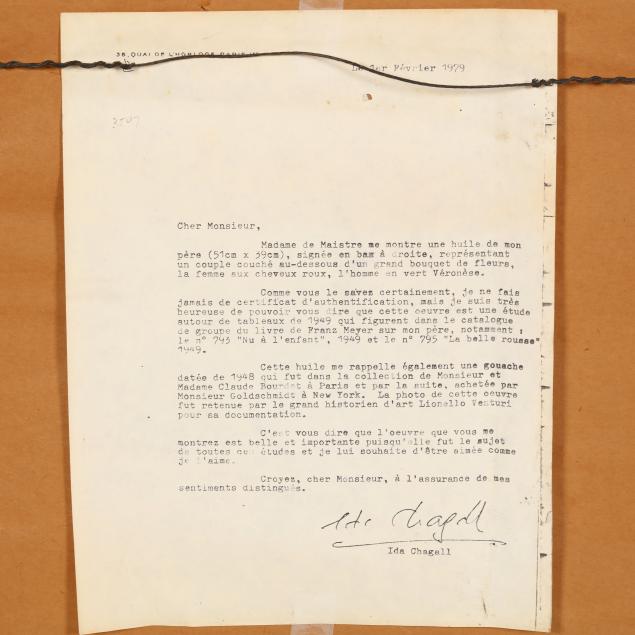 38, QUAI DE L'HORLOGE PARIS
Le 1er Février 1979
Cher Monsieur,
Madame de Maistre me montre une huile de mon
père (51cm x 39cm), signée en bas à droite, représentant
un couple couché au-dessous d'un grand bouquet de fleurs,
la femme aux cheveux roux, l'homme en vert Véronèse.
Comme vous le savez certainement, je ne fais
jamais de certificat d'authentification, mais je suis très
heureuse de pouvoir vous dire que cette oeuvre est une étude
autour de tableaux de 1949 qui figurent dans le catalogue
de groupe du livre de Franz Meyer sur mon père, notamment :
le n° 793 "Nu à l'enfant", 1949 et le n° 795 "La belle rousse"
1949.
Cette huile me rappelle également une gouache
datée de 1948 qui fut dans la collection de Monsieur et
Madame Claude Bourdet à Paris et par la suite, achetée par
Monsieur Goldschmidt à New York. La photo de cette oeuvre
fut retenue par le grand historien d'art Lionello Venturi
pour sa documentation.
C'est vous dire que l'oeuvre que vous me
montrez est belle et importante puisqu'elle fut le sujet
de toutes ces études et je lui souhaite d'être aimée comme
je l'aime.
Croyez, cher Monsieur, à l'assurance de mes
sentiments distingués.
Ida Chagall
Ida Chagall